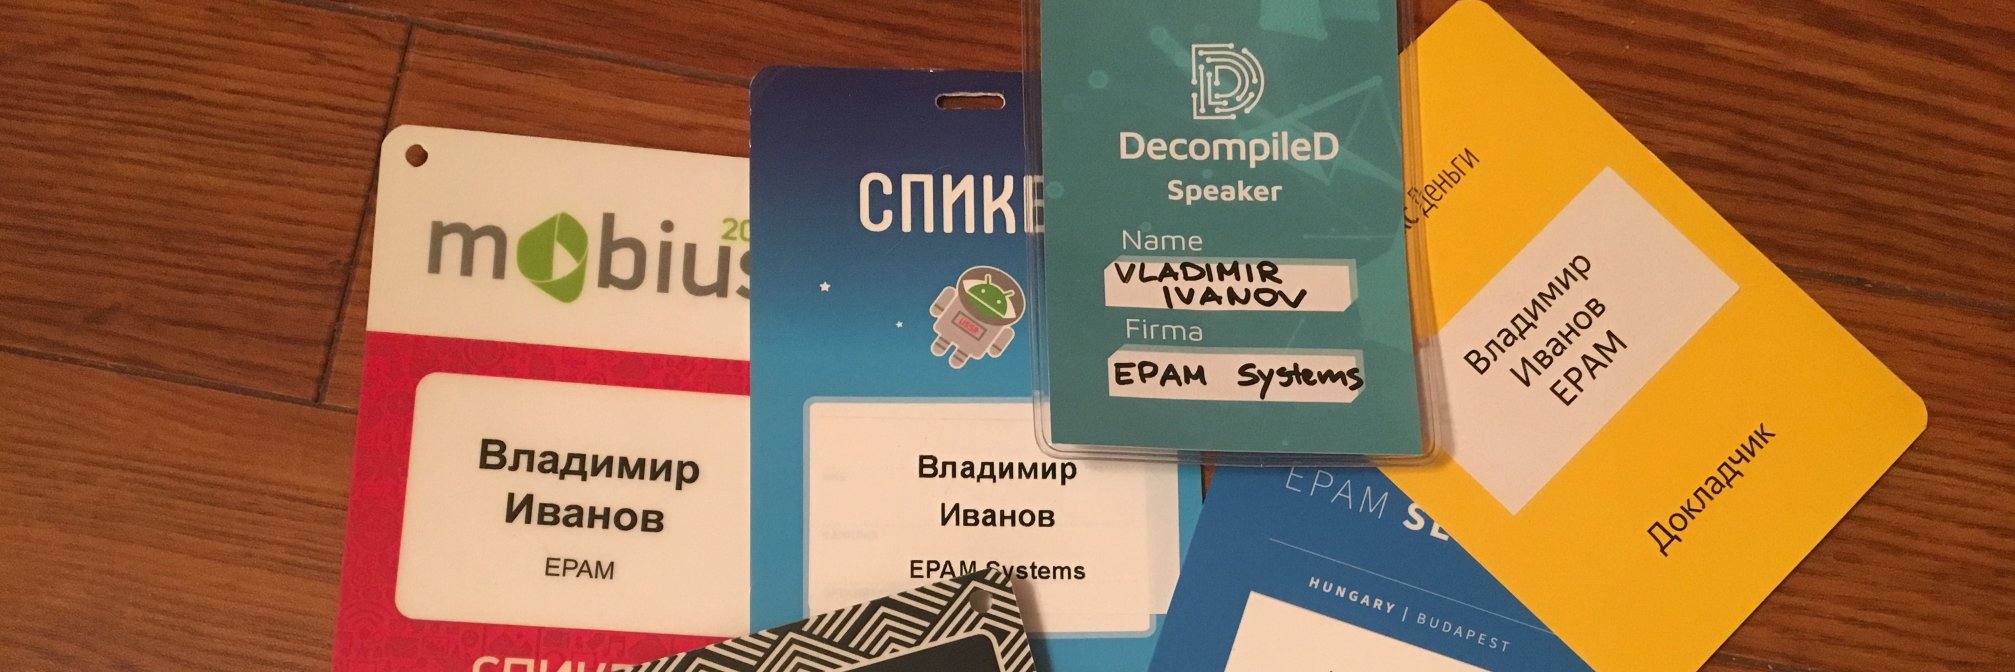 mobius
Владимир
Иванов
EPAM
СПИКЕ
USSR
Владимир
Иванов
EPAM Systems
DecompileD
Speaker
Name
VLADIMIR
IVANOV
Firma
EPAM Systems
деньги
Владимир
Иванов
EPAM
Докладчик
EPAM
HUNGARY | BUDAPEST